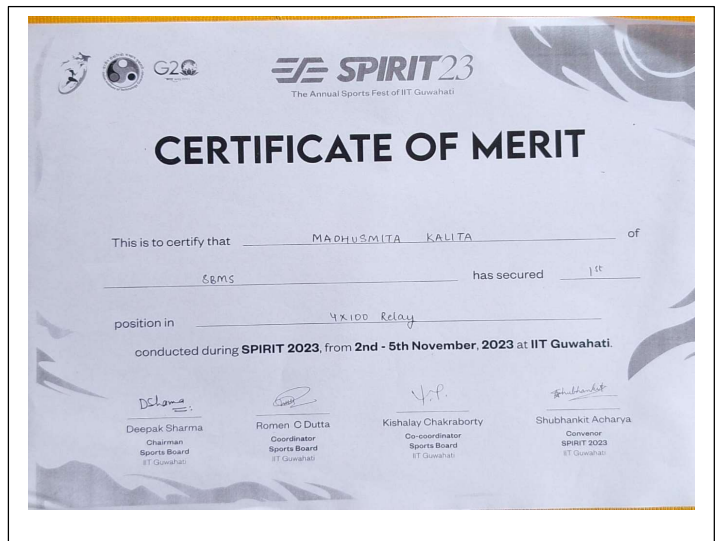 G20
SPIRIT23
The Annual Sports Fest of IIT Guwahati
CERTIFICATE OF MERIT
This is to certify that MADHUSMITA KALITA of
SBMS has secured 1st
position in 4x100 Relay
conducted during SPIRIT 2023, from 2nd - 5th November, 2023 at IIT Guwahati.
DSharma
Deepak Sharma
Chairman
Sports Board
IIT Guwahati
Romen C Dutta
Coordinator
Sports Board
IIT Guwahati
Kishalay Chakraborty
Co-coordinator
Sports Board
IIT Guwahati
Shubhankit
Shubhankit Acharya
Convenor
SPIRIT 2023
IIT Guwahati